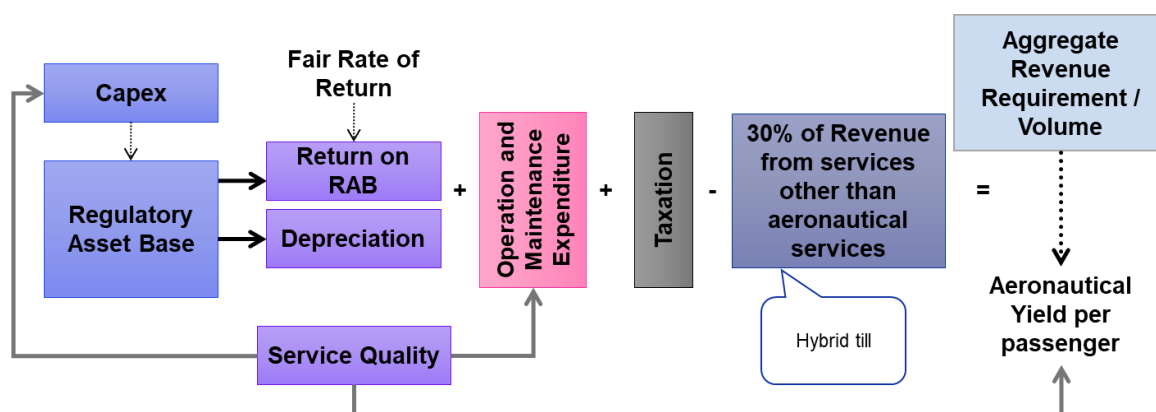 Capex
Regulatory
Asset Base
Fair Rate of
Return
Return on
RAB
Depreciation
Service Quality
+
Operation and
Maintenance
Expenditure
+
Taxation
-
30% of Revenue
from services
other than
aeronautical
services
Hybrid till
=
Aggregate
Revenue
Requirement /
Volume
Aeronautical
Yield per
passenger